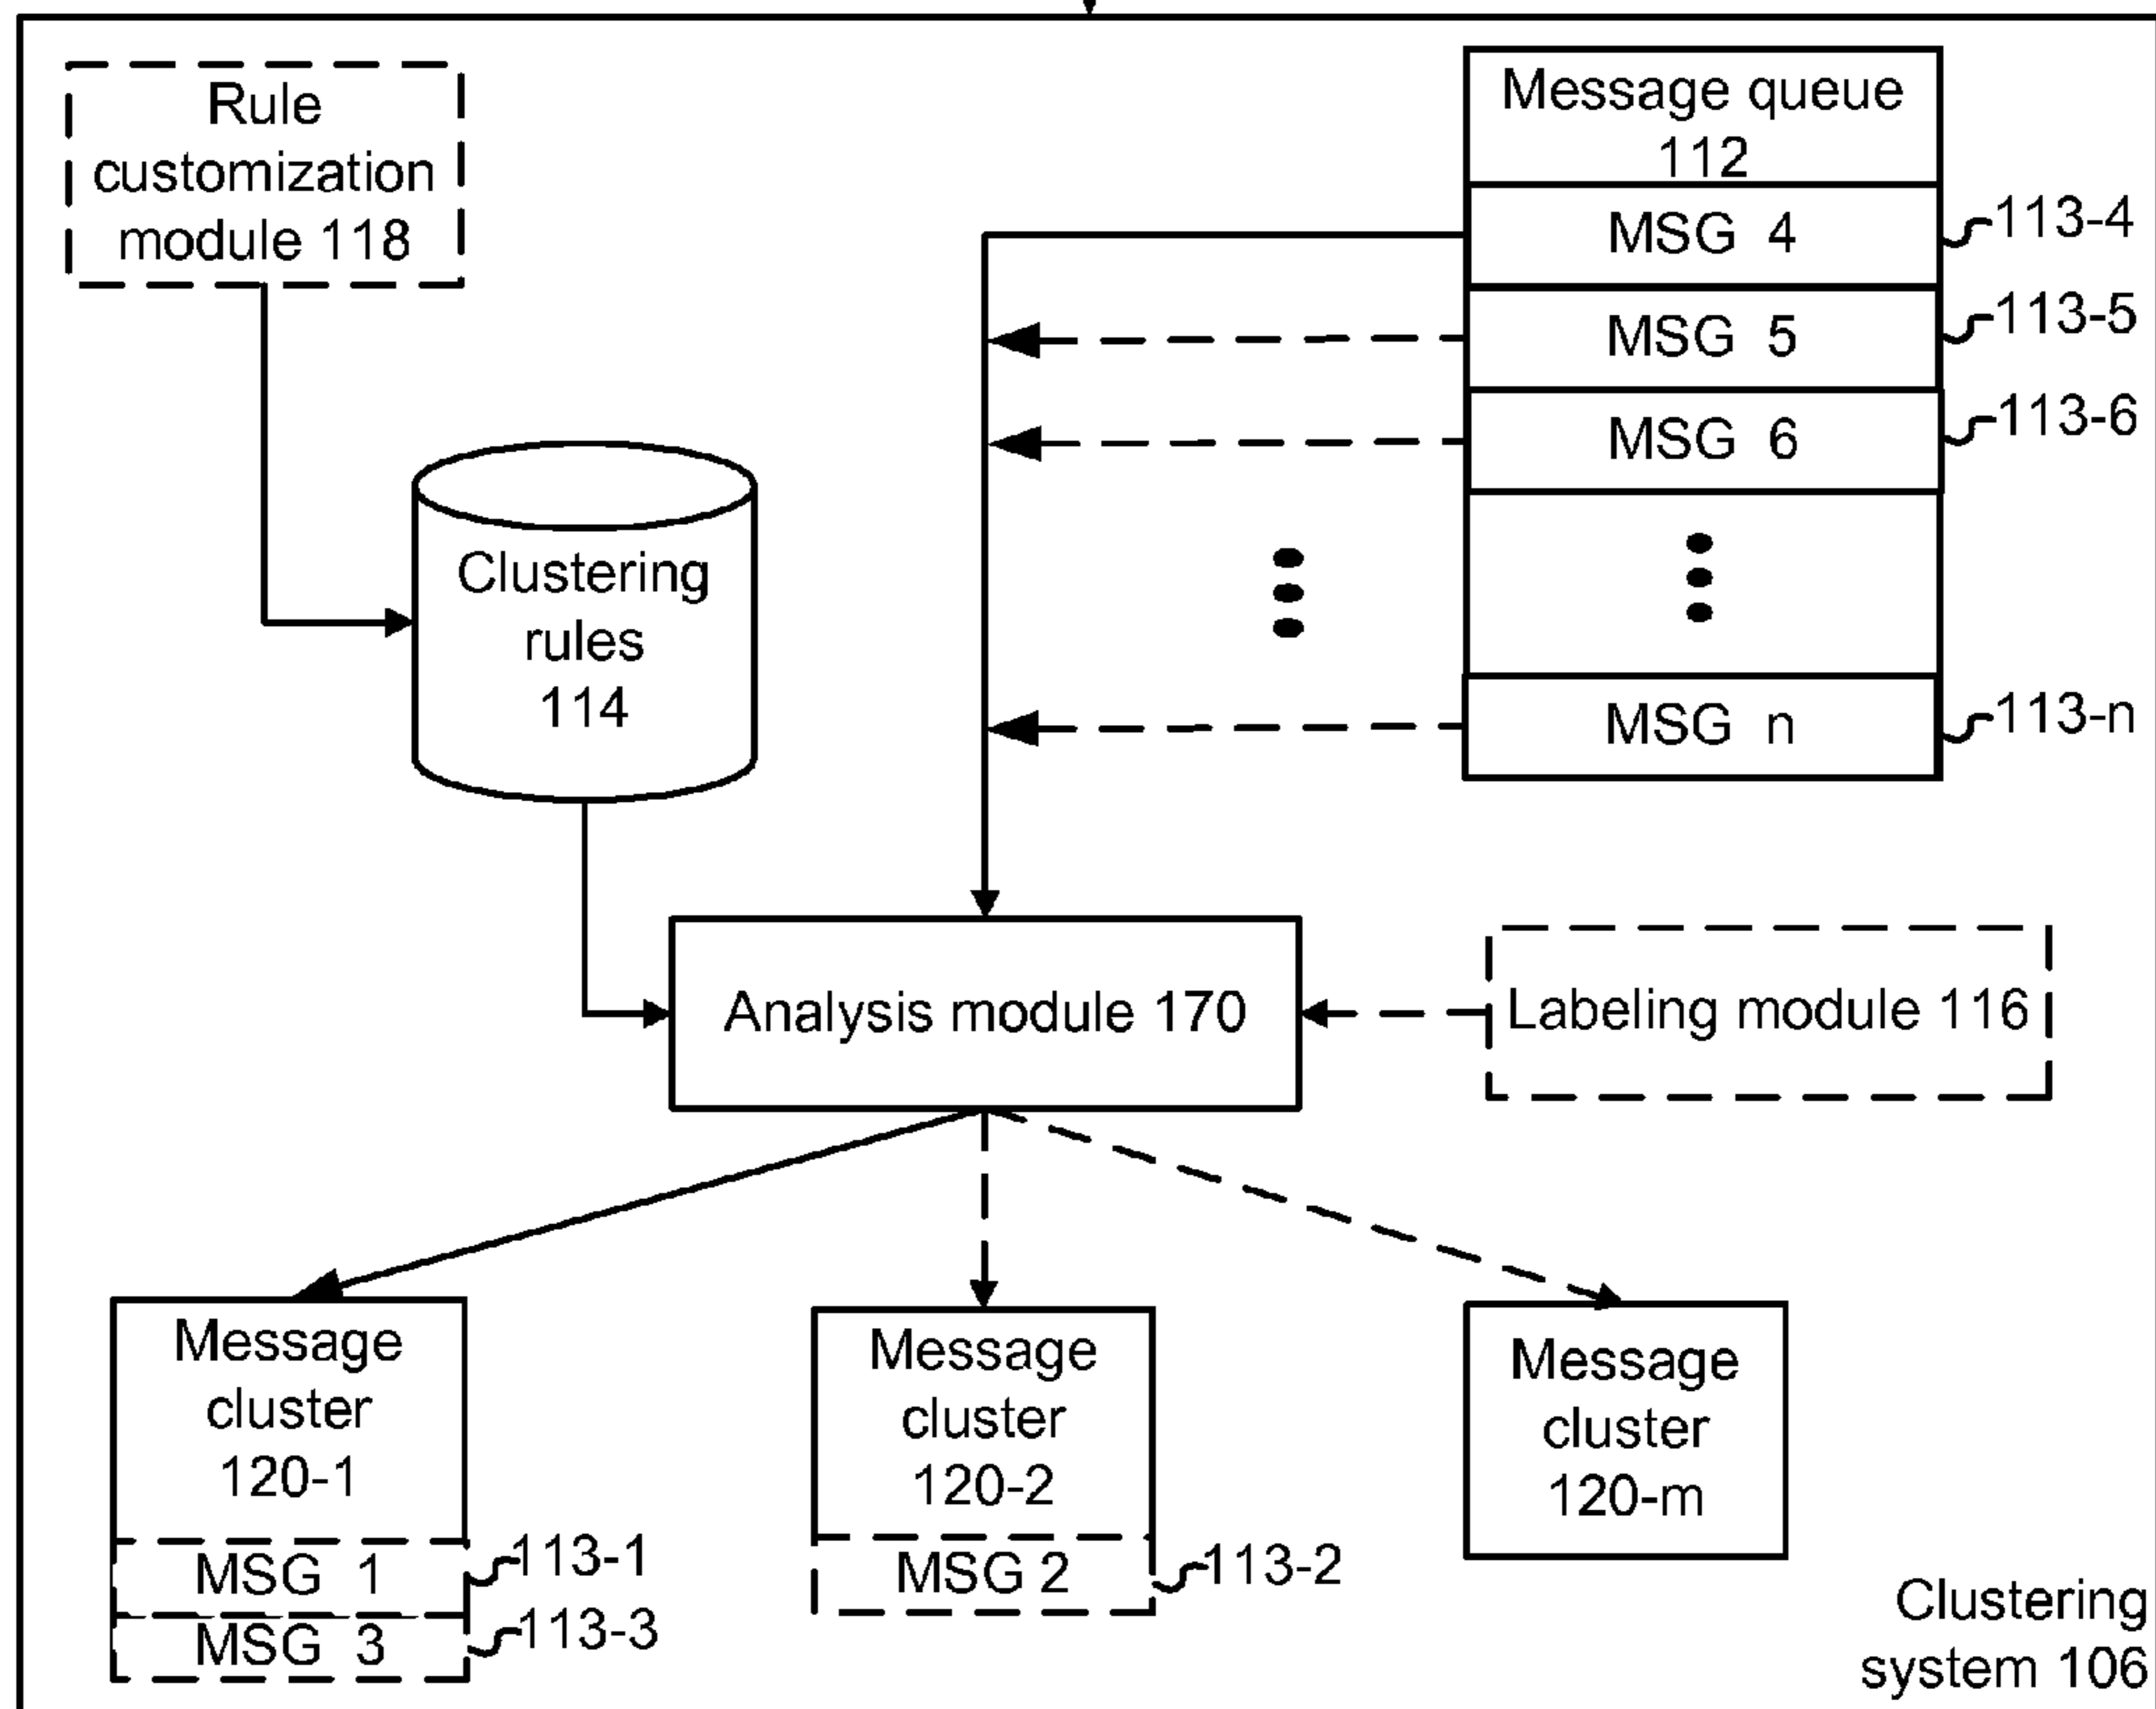 Rule
customization
module 118
Message queue
112
MSG 4
113-4
MSG 5
113-5
MSG 6
113-6
MSG n
113-n
Clustering
rules
114
Analysis module 170
Labeling module 116
Message
cluster
120-1
MSG 1
113-1
MSG 3
113-3
Message
cluster
120-2
MSG 2
113-2
Message
cluster
120-m
Clustering
system 106